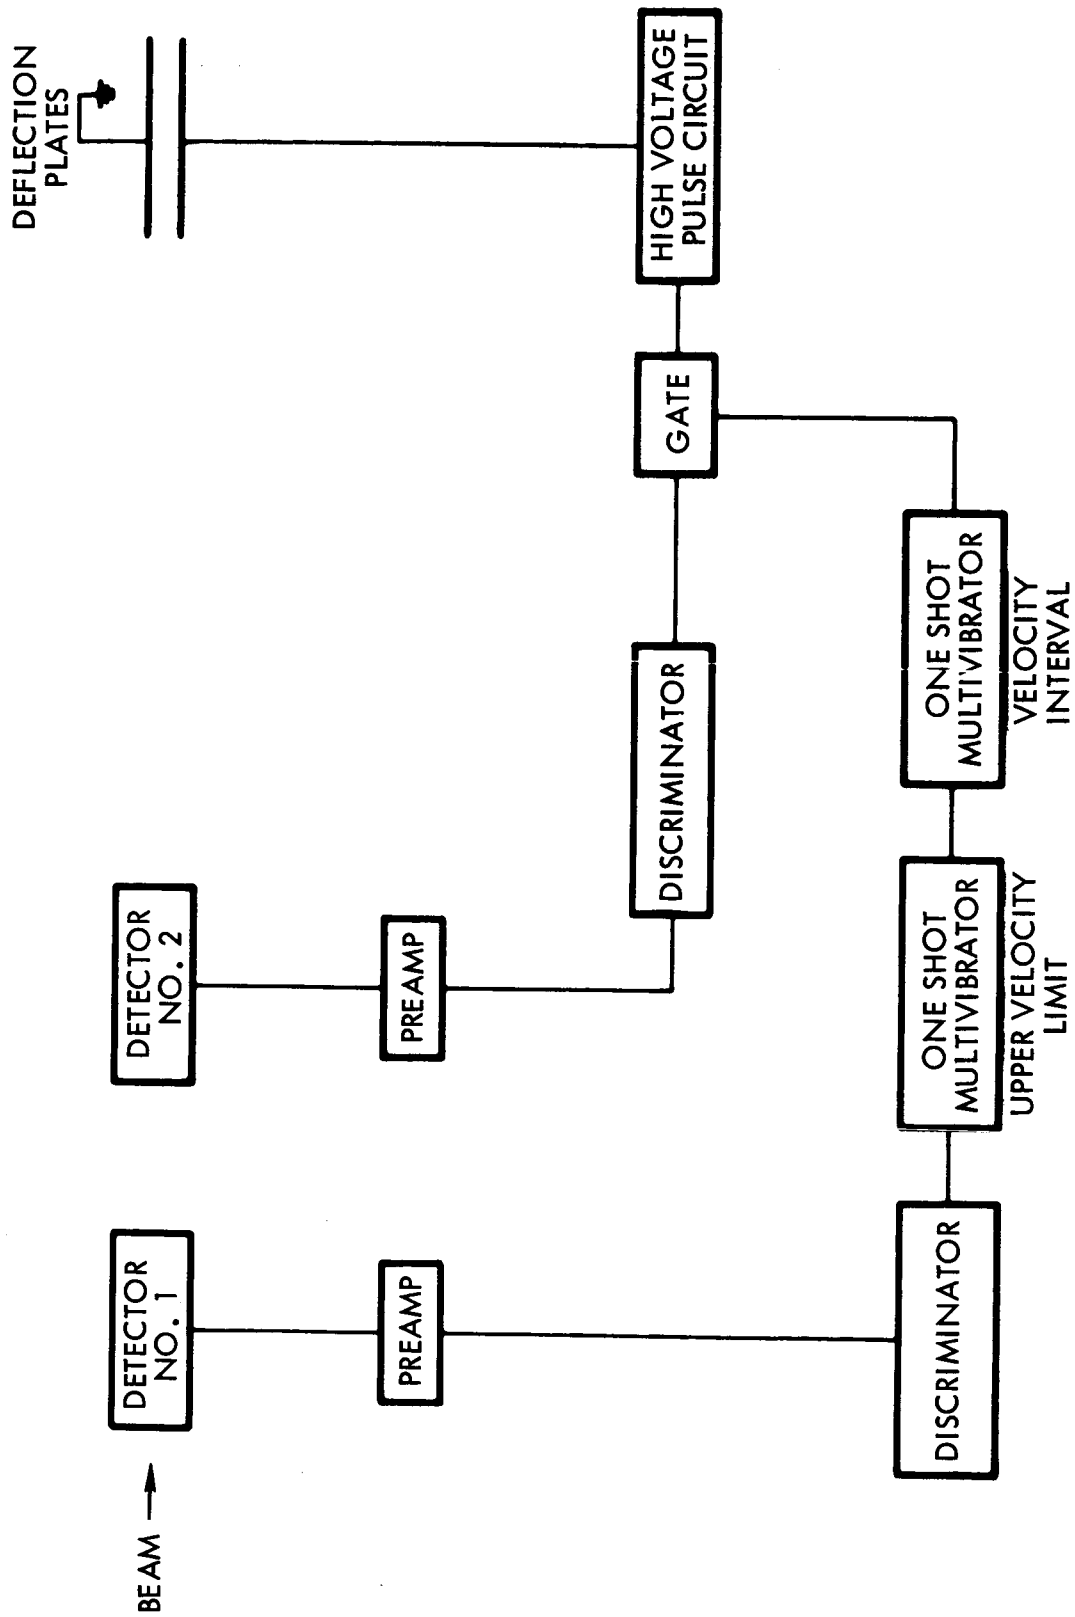 BEAM
DETECTOR
NO. 1
DETECTOR
NO. 2
DEFLECTION
PLATES
PREAMP
PREAMP
DISCRIMINATOR
GATE
HIGH VOLTAGE
PULSE CIRCUIT
DISCRIMINATOR
ONE SHOT
MULTIVIBRATOR
UPPER VELOCITY
LIMIT
ONE SHOT
MULTIVIBRATOR
VELOCITY
INTERVAL